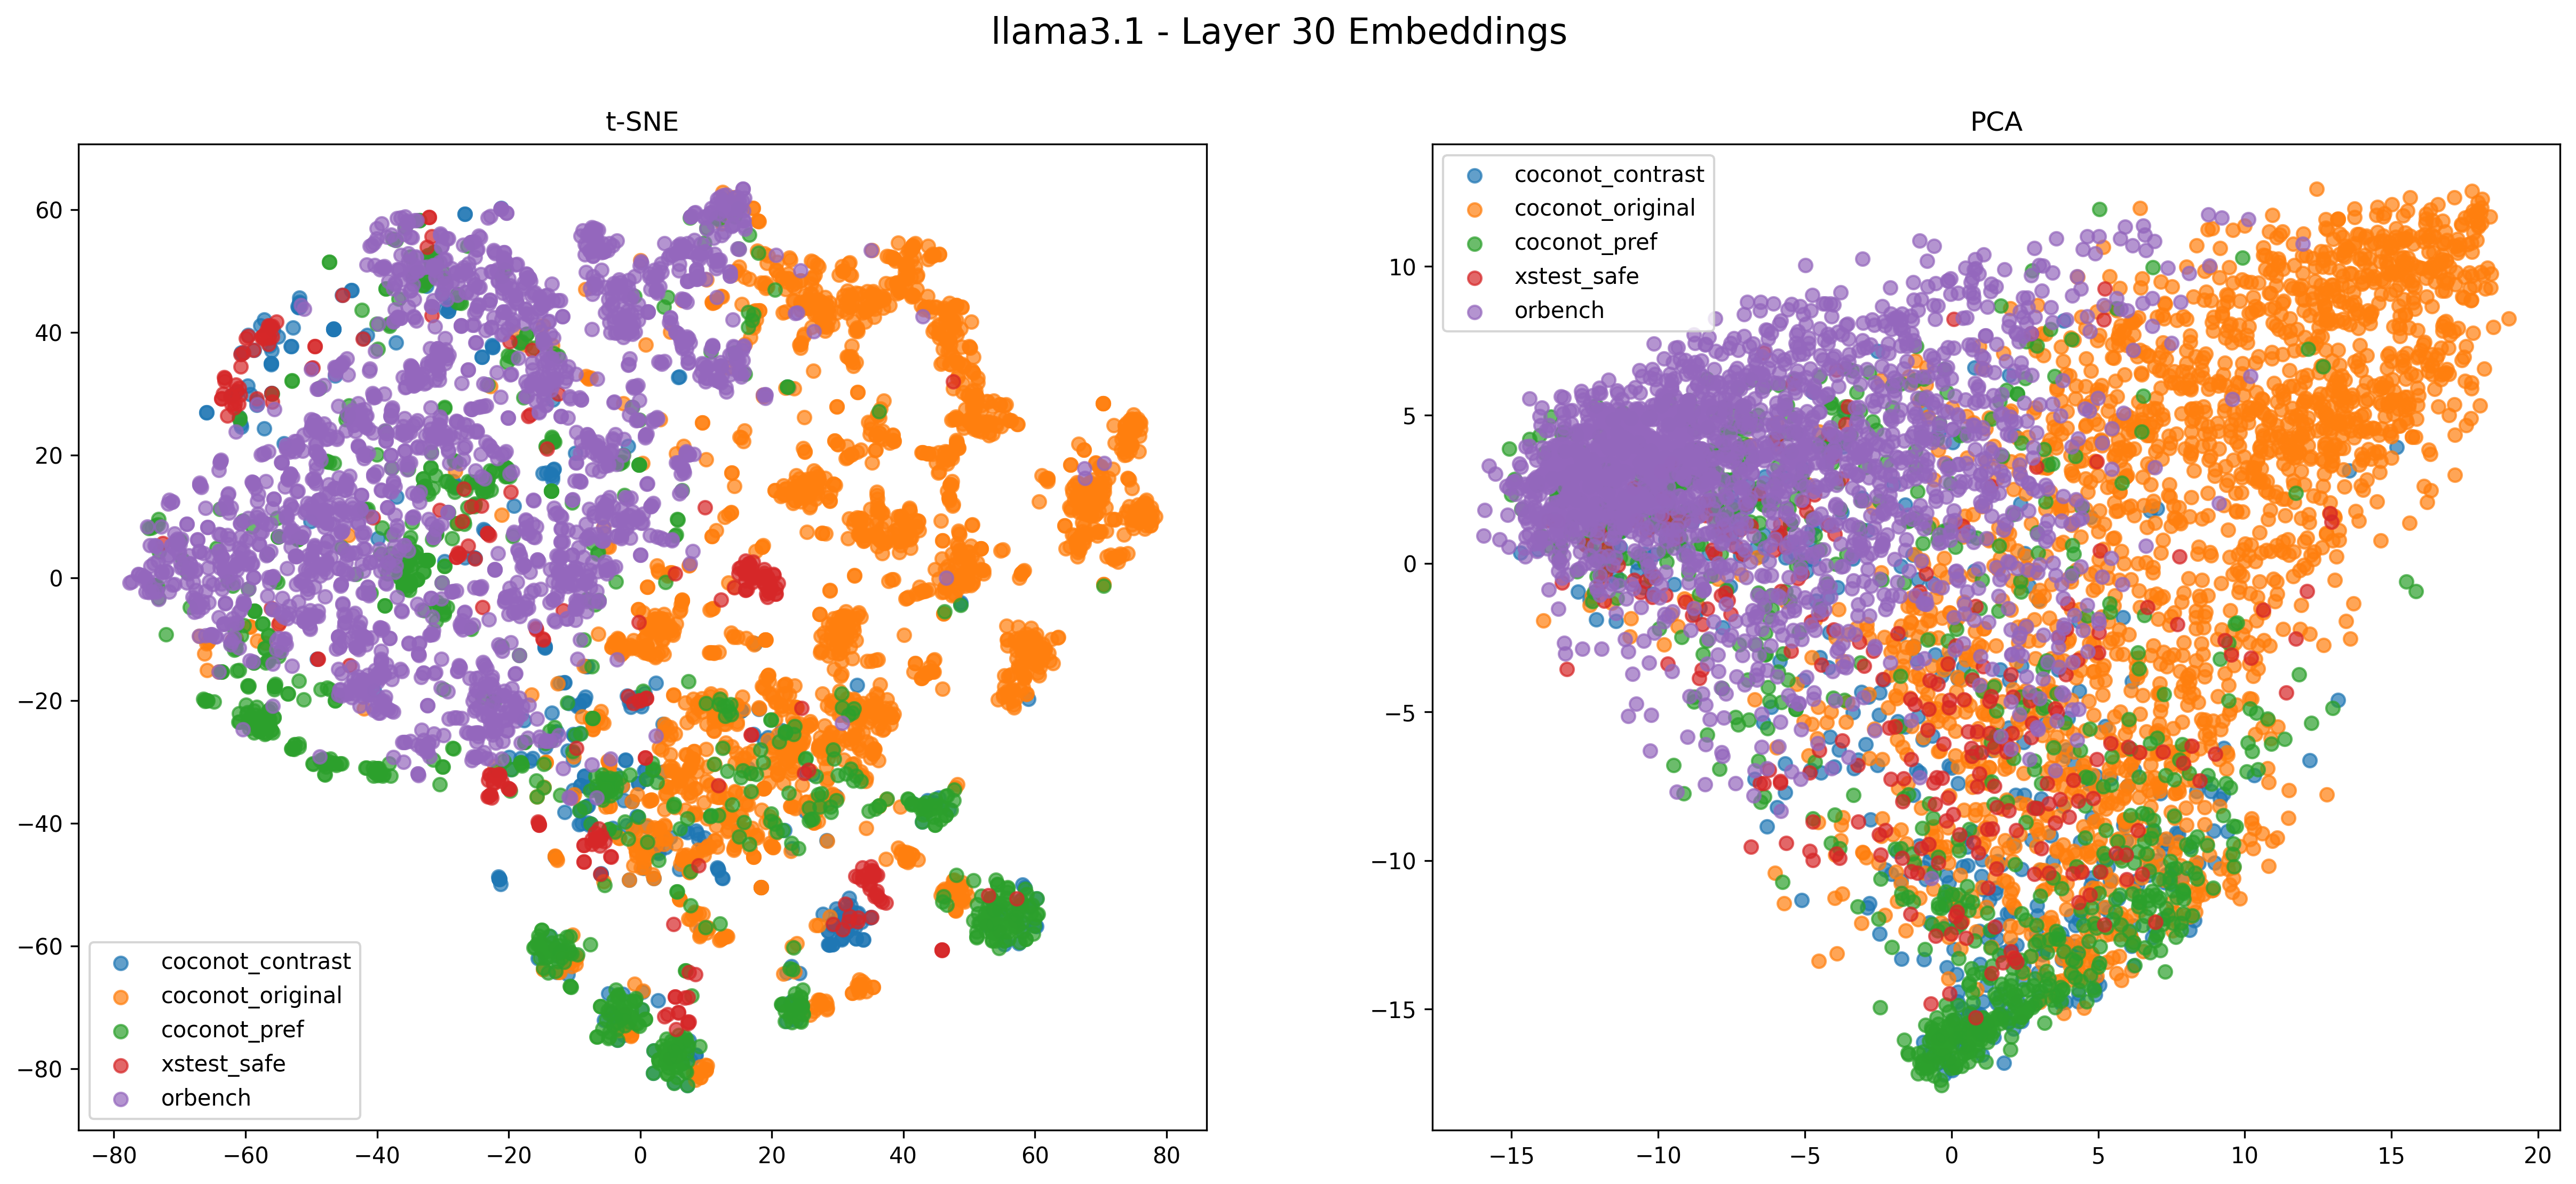 llama3.1 - Layer 30 Embeddings
t-SNE
60
40
20
0
−20
−40
−60
−80
−80 −60 −40 −20 0 20 40 60 80
coconot_contrast
coconot_original
coconot_pref
xstest_safe
orbench
PCA
10
5
0
−5
−10
−15
−15 −10 −5 0 5 10 15 20
coconot_contrast
coconot_original
coconot_pref
xstest_safe
orbench